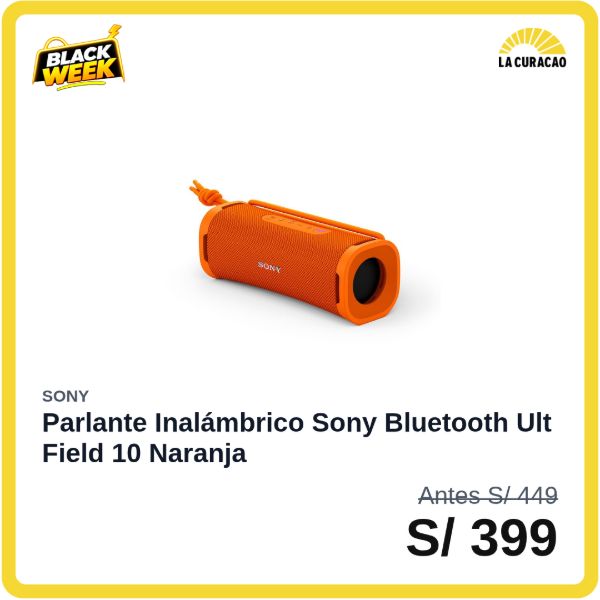 BLACK
WEEK
LA CURACAO
SONY
SONY
Parlante Inalámbrico Sony Bluetooth Ult
Field 10 Naranja
Antes S/ 449
S/ 399